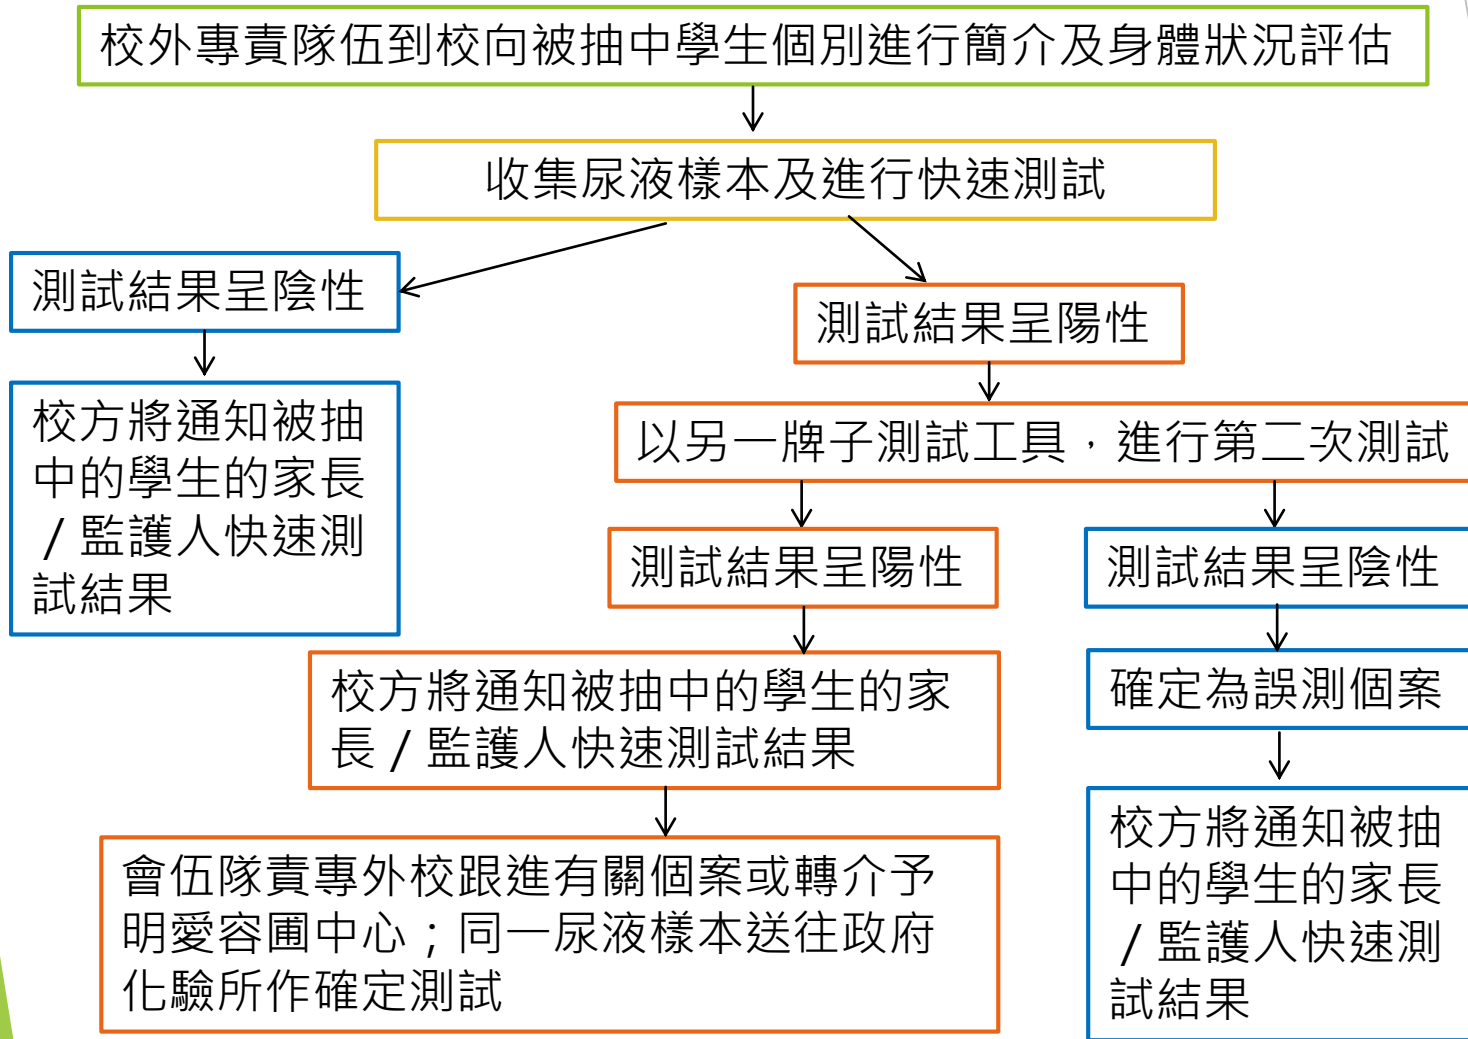 校外專責隊伍到校向被抽中學生個別進行簡介及身體狀況評估
收集尿液樣本及進行快速測試
測試結果呈陰性
校方將通知被抽
中的學生的家長
/ 監護人快速測
試結果
測試結果呈陽性
以另一牌子測試工具，進行第二次測試
測試結果呈陽性
校方將通知被抽中的學生的家
長 / 監護人快速測試結果
會伍隊責專外校跟進有關個案或轉介予
明愛容圃中心；同一尿液樣本送往政府
化驗所作確定測試
測試結果呈陰性
確定為誤測個案
校方將通知被抽
中的學生的家長
/ 監護人快速測
試結果